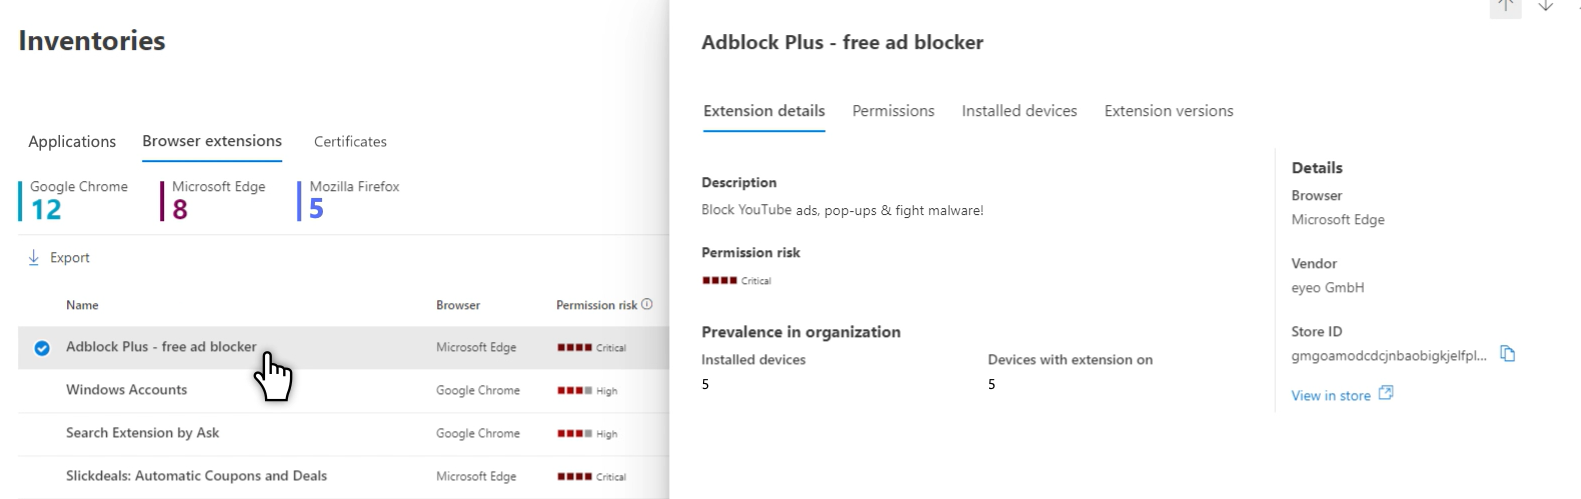 Inventories
Applications Browser extensions Certificates
Google Chrome Microsoft Edge Mozilla Firefox
12 8 5
Export
Name Browser Permission risk
Adblock Plus - free ad blocker Microsoft Edge Critical
Windows Accounts Google Chrome High
Search Extension by Ask Google Chrome High
Slickdeals: Automatic Coupons and Deals Microsoft Edge Critical
Adblock Plus - free ad blocker
Extension details Permissions Installed devices Extension versions
Description
Block YouTube ads, pop-ups & fight malware!
Permission risk
Critical
Prevalence in organization
Installed devices Devices with extension on
5 5
Details
Browser
Microsoft Edge
Vendor
eyeo GmbH
Store ID
gmgoamodcdcjnbaobigkjelfpl...
View in store